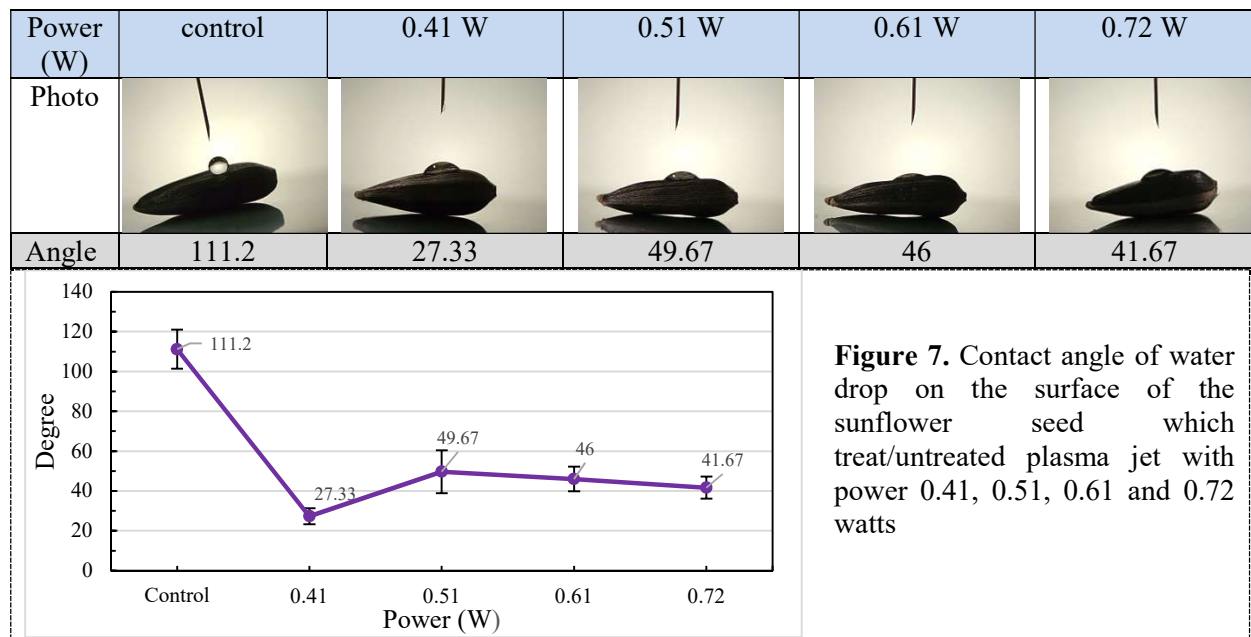 Power (W) control 0.41 W 0.51 W 0.61 W 0.72 W
Photo
Angle 111.2 27.33 49.67 46 41.67
140
120
100
80
60
40
20
0
Degree
111.2
27.33
49.67
46
41.67
Control 0.41 0.51 0.61 0.72
Power (W)
Figure 7. Contact angle of water
drop on the surface of the
sunflower seed which
treat/untreated plasma jet with
power 0.41, 0.51, 0.61 and 0.72
watts